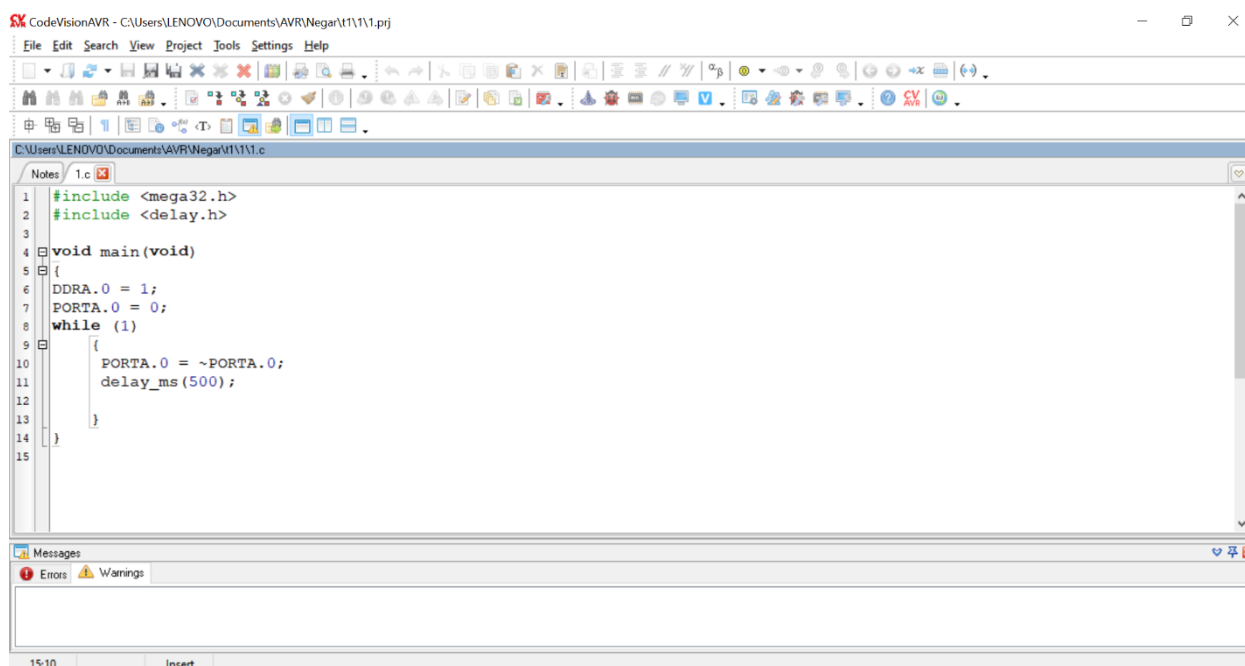 CodeVisionAVR - C:\Users\LENOVO\Documents\AVR\Negar\t1\1\1.prj
File Edit Search View Project Tools Settings Help
C:\Users\LENOVO\Documents\AVR\Negar\t1\1\1.c
Notes 1.c
1 #include <mega32.h>
2 #include <delay.h>
3
4 void main(void)
5 {
6 DDRA.0 = 1;
7 PORTA.0 = 0;
8 while (1)
9 {
10 PORTA.0 = ~PORTA.0;
11 delay_ms(500);
12
13 }
14 }
15
Messages
Errors Warnings
15:10 Insert